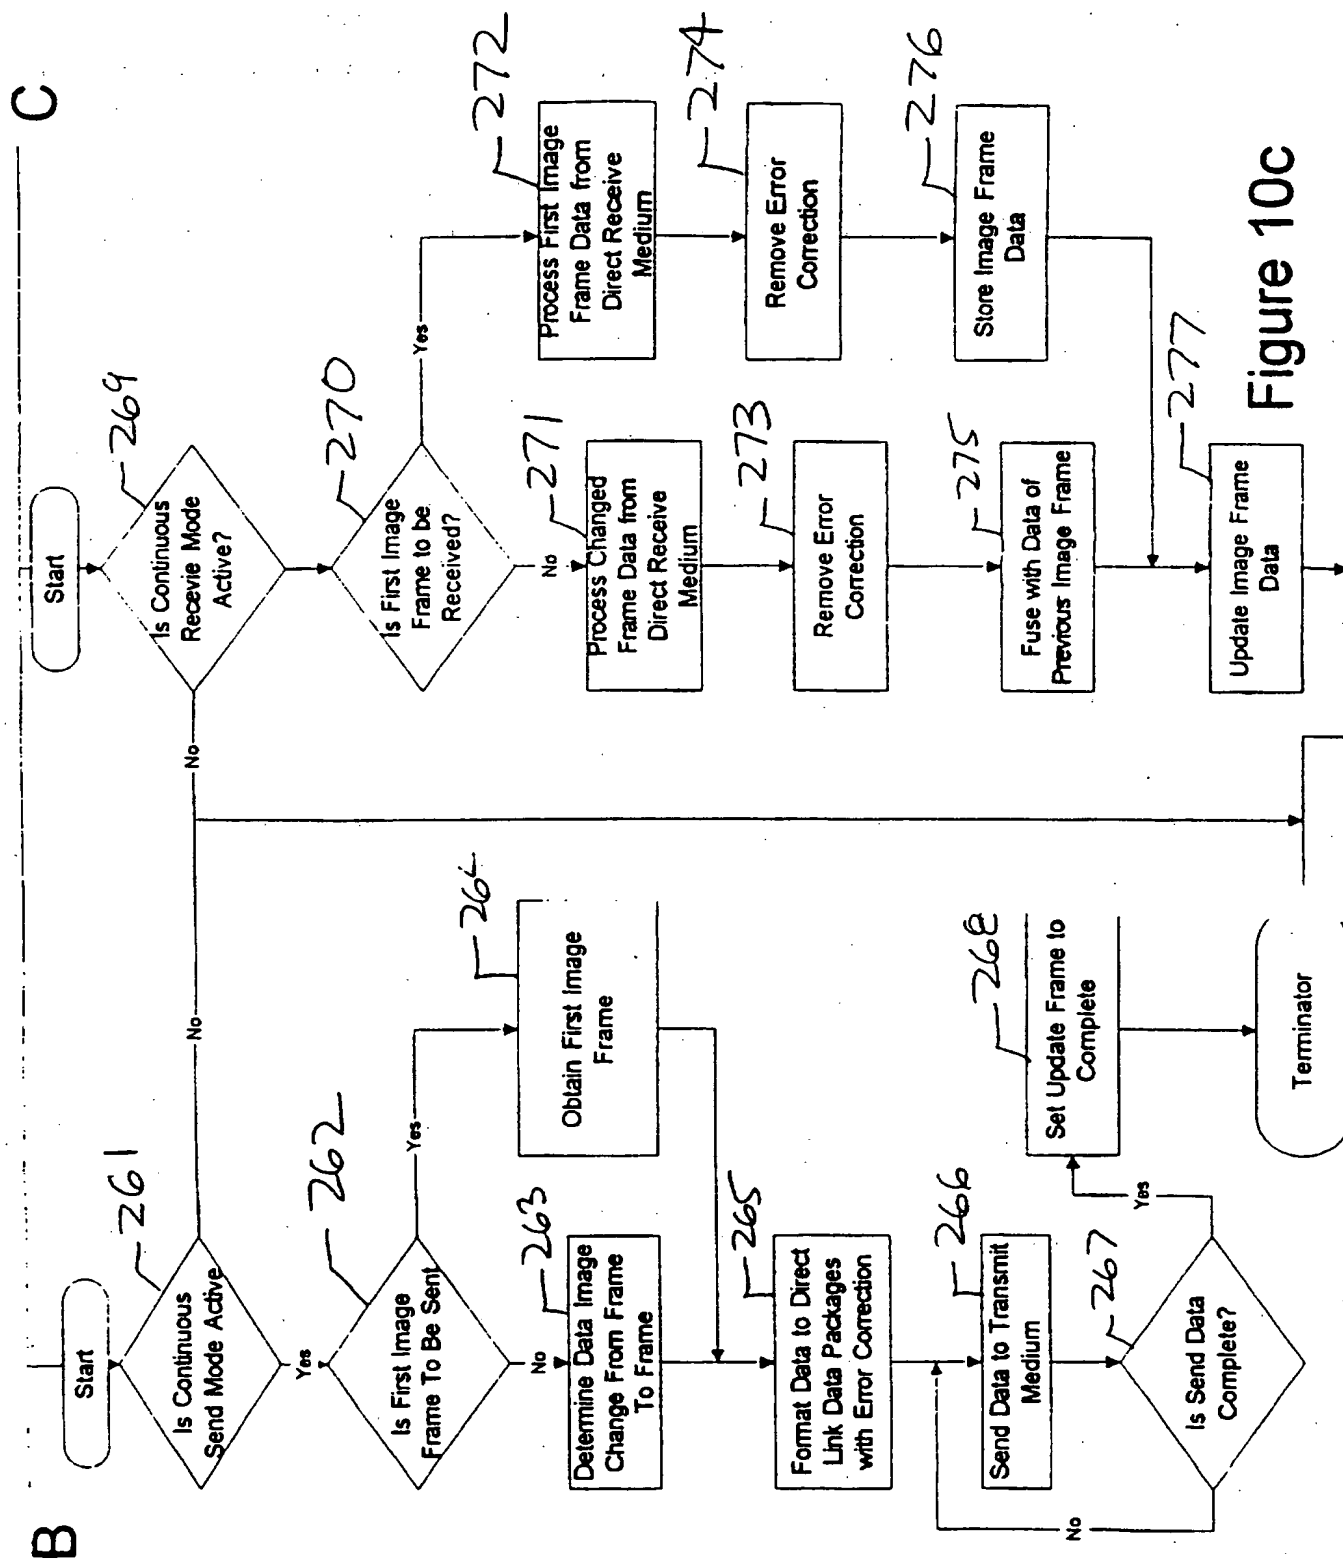 B
Start
261
Is Continuous
Send Mode Active
No
Yes
262
Is First Image
Frame To Be Sent
Yes
No
263
Determine Data Image
Change From Frame
To Frame
Obtain First Image
Frame
265
Format Data to Direct
Link Data Packages
with Error Correction
266
Send Data to Transmit
Medium
267
Is Send Data
Complete?
No
Yes
268
Set Update Frame to
Complete
Terminator
C
Start
269
Is Continuous
Recevie Mode
Active?
No
270
Is First Image
Frame to be
Received?
Yes
No
271
Process Changed
Frame Data from
Direct Receive
Medium
272
Process First Image
Frame Data from
Direct Receive
Medium
273
Remove Error
Correction
274
Remove Error
Correction
275
Fuse with Data of
Previous Image Frame
276
Store Image Frame
Data
277
Update Image Frame
Data
Figure 10c